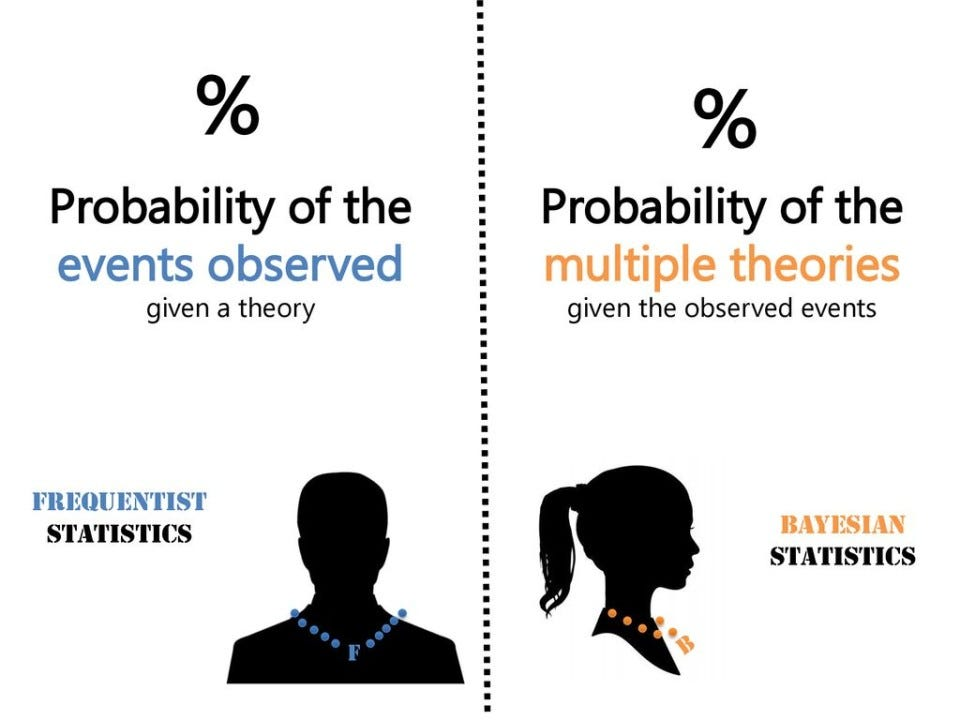 %
Probability of the
events observed
given a theory
FREQUENTIST
STATISTICS
F
%
Probability of the
multiple theories
given the observed events
BAYESIAN
STATISTICS
B